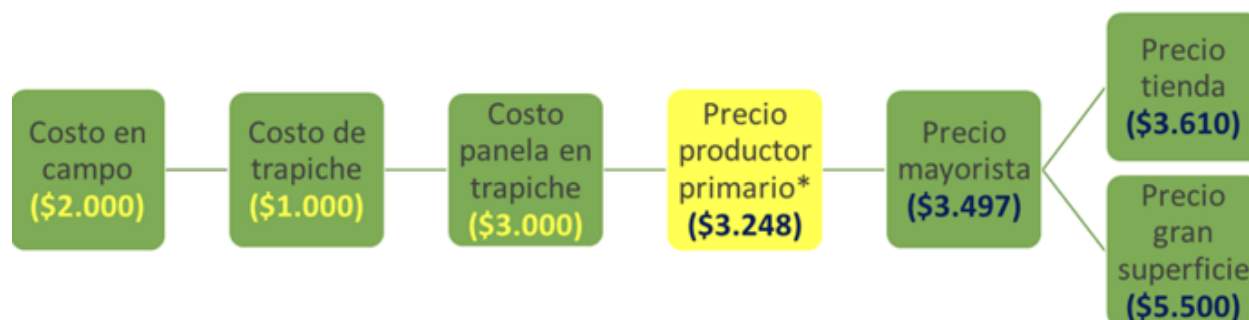 Costo en
campo
($2.000)
Costo de
trapiche
($1.000)
Costo
panela en
trapiche
($3.000)
Precio
productor
primario*
($3.248)
Precio
mayorista
($3.497)
Precio
tienda
($3.610)
Precio
gran
superficie
($5.500)